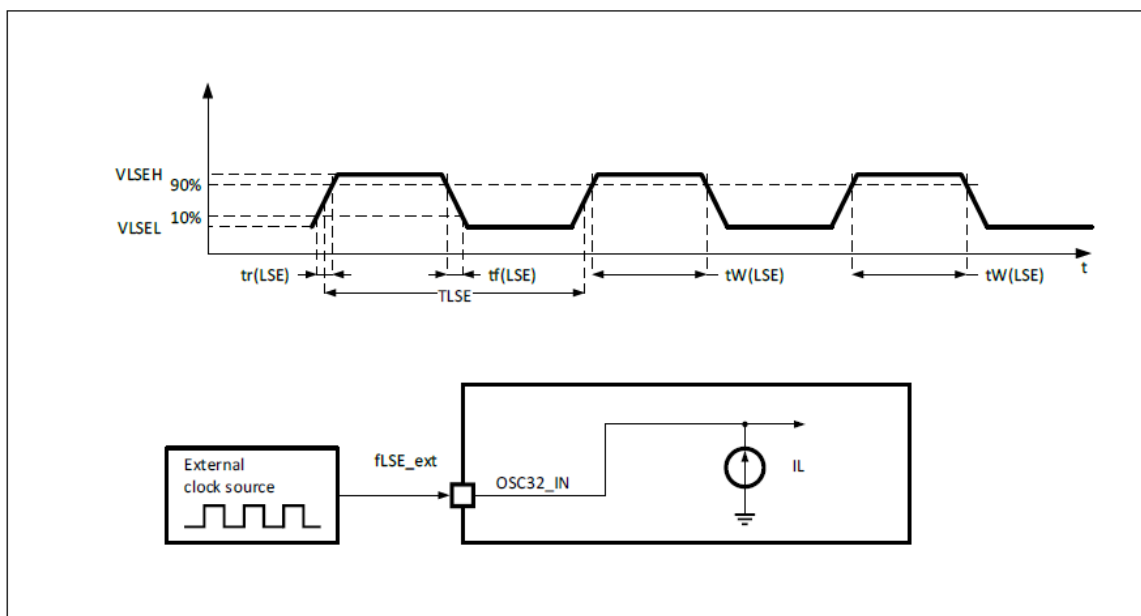 VLSEH
90%
10%
VLSEL
t
tr(LSE)
tf(LSE)
tW(LSE)
tW(LSE)
TLSE
External
clock source
fLSE_ext
OSC32_IN
IL